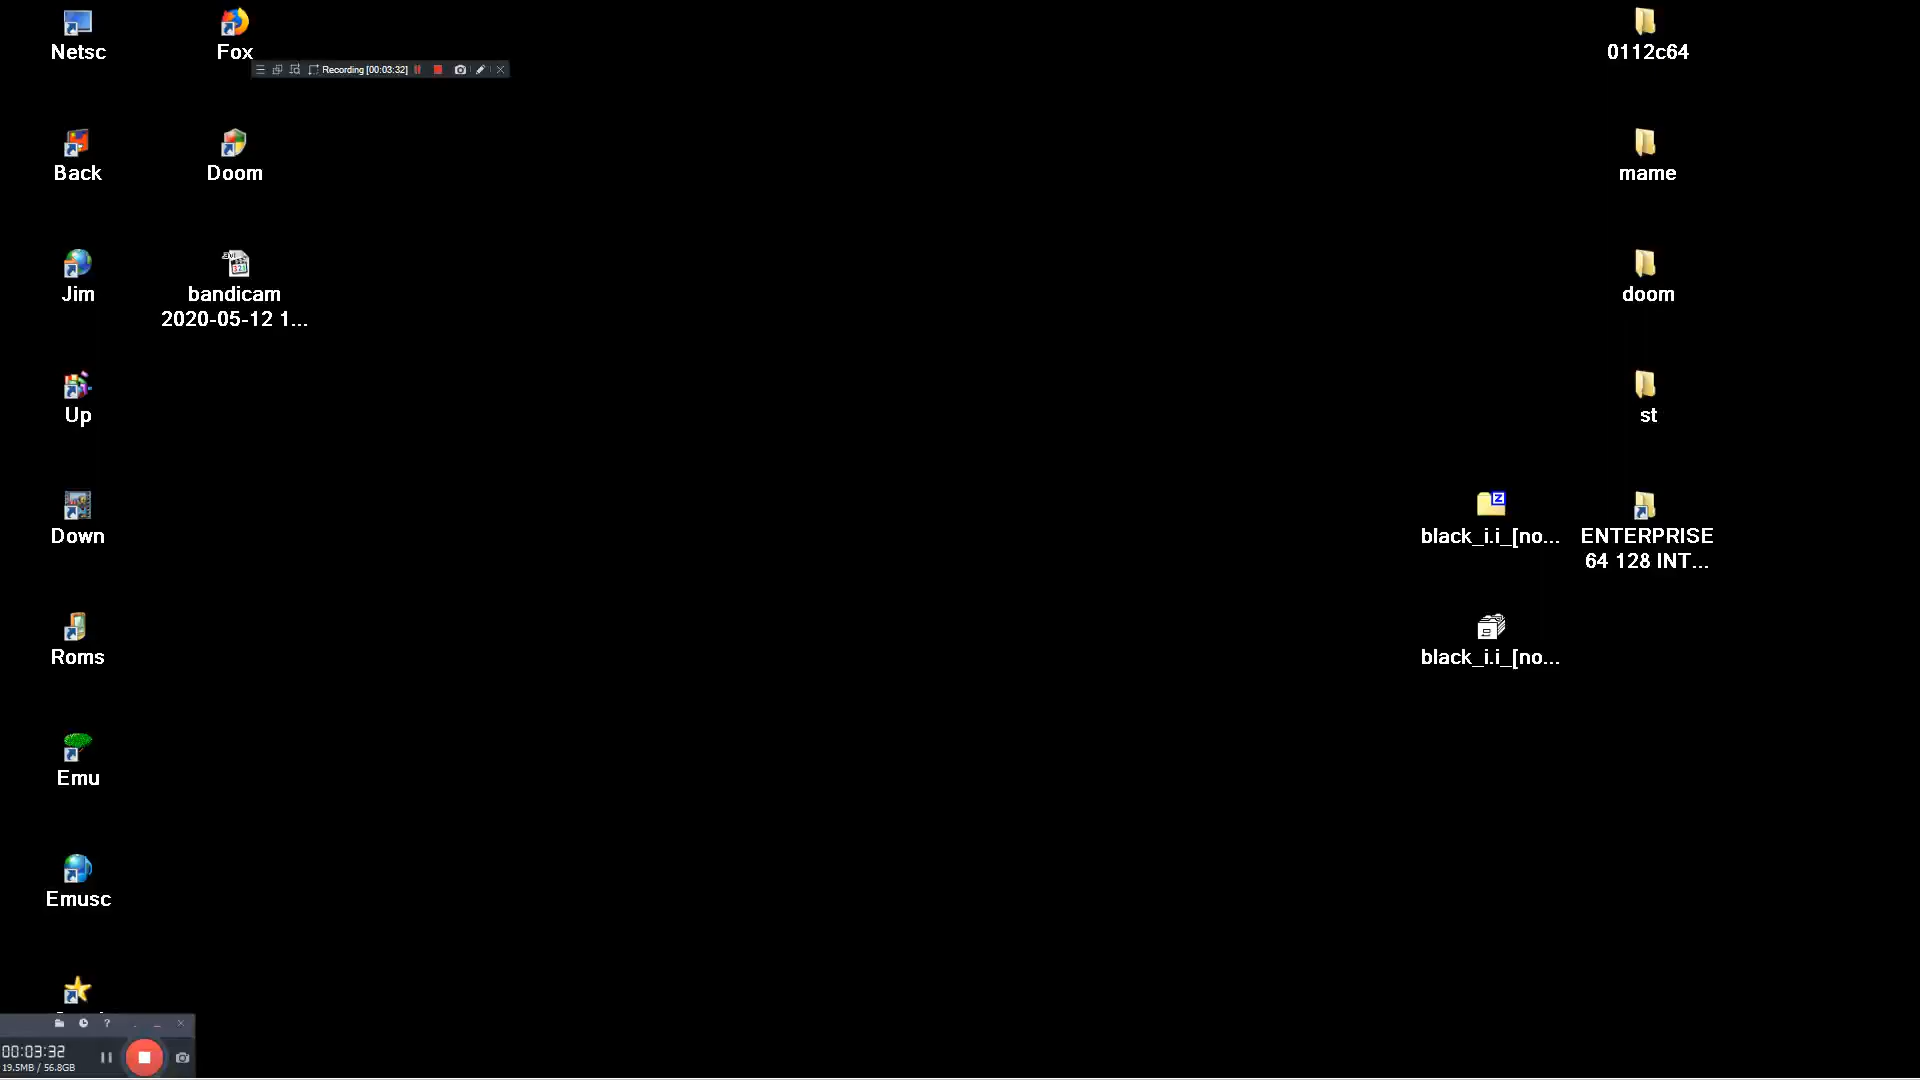 Netsc
Fox
0112c64
Recording [00:03:32]
Back
Doom
mame
Jim
bandicam
2020-05-12 1...
doom
Up
st
Down
black_i.i_[no...
ENTERPRISE
64 128 INT...
Roms
black_i.i_[no...
Emu
Emusc
00:03:32
19.5MB / 56.8GB